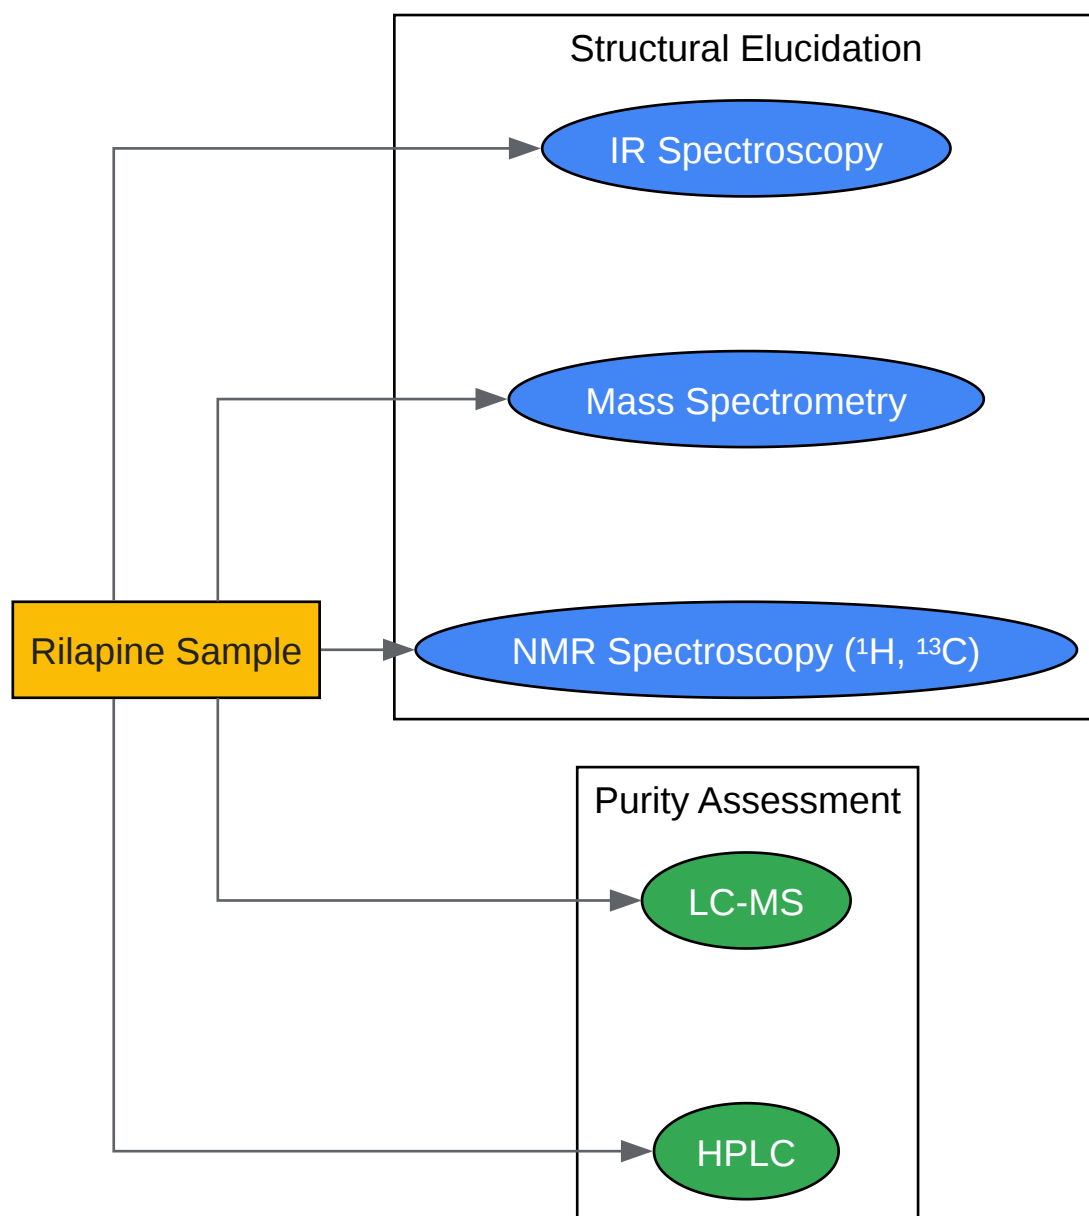 Structural Elucidation
IR Spectroscopy
Mass Spectrometry
Rilapine Sample
NMR Spectroscopy (¹H, ¹³C)
Purity Assessment
LC-MS
HPLC